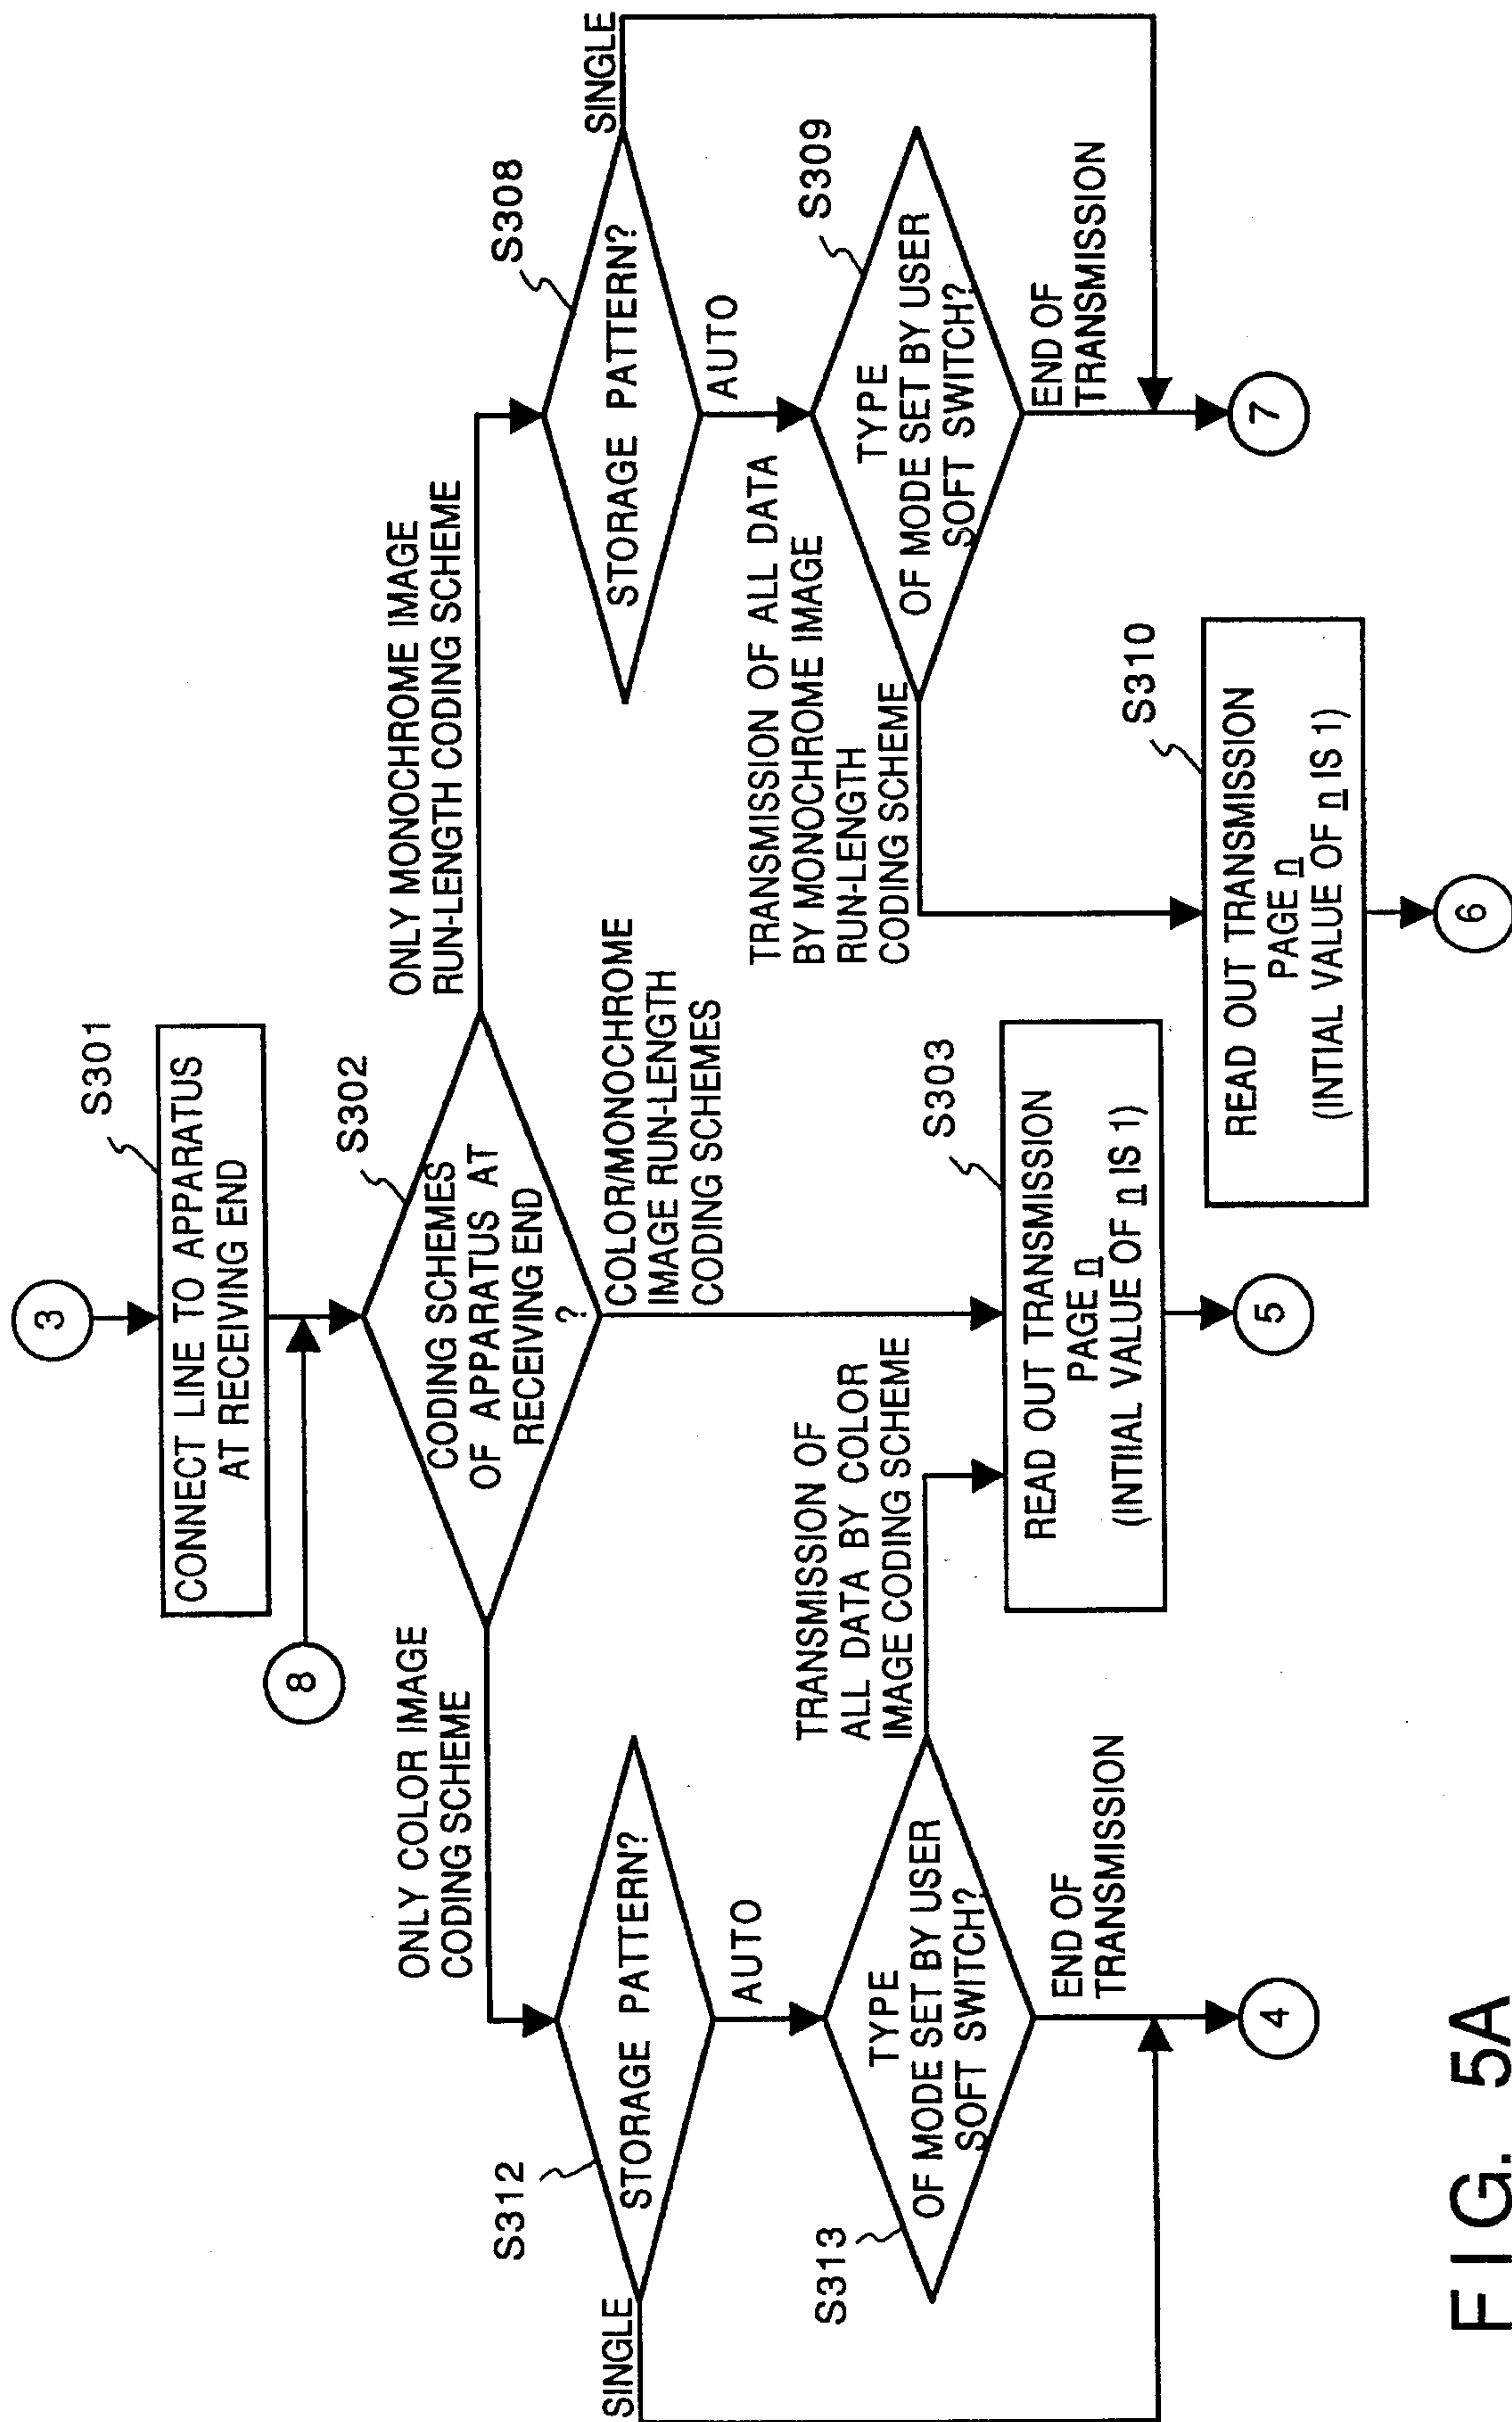 3
S301
CONNECT LINE TO APPARATUS
AT RECEIVING END
8
S302
CODING SCHEMES
OF APPARATUS AT
RECEIVING END
?
ONLY COLOR IMAGE
CODING SCHEME
ONLY MONOCHROME IMAGE
RUN-LENGTH CODING SCHEME
COLOR/MONOCHROME
IMAGE RUN-LENGTH
CODING SCHEMES
S312
STORAGE PATTERN?
SINGLE
AUTO
S313
TYPE
OF MODE SET BY USER
SOFT SWITCH?
TRANSMISSION OF
ALL DATA BY COLOR
IMAGE CODING SCHEME
END OF
TRANSMISSION
4
S303
READ OUT TRANSMISSION
PAGE n
(INTIIAL VALUE OF n IS 1)
5
S308
STORAGE PATTERN?
SINGLE
AUTO
S309
TYPE
OF MODE SET BY USER
SOFT SWITCH?
TRANSMISSION OF ALL DATA
BY MONOCHROME IMAGE
RUN-LENGTH
CODING SCHEME
END OF
TRANSMISSION
S310
READ OUT TRANSMISSION
PAGE n
(INTIAL VALUE OF n IS 1)
6
7
FIG. 5A